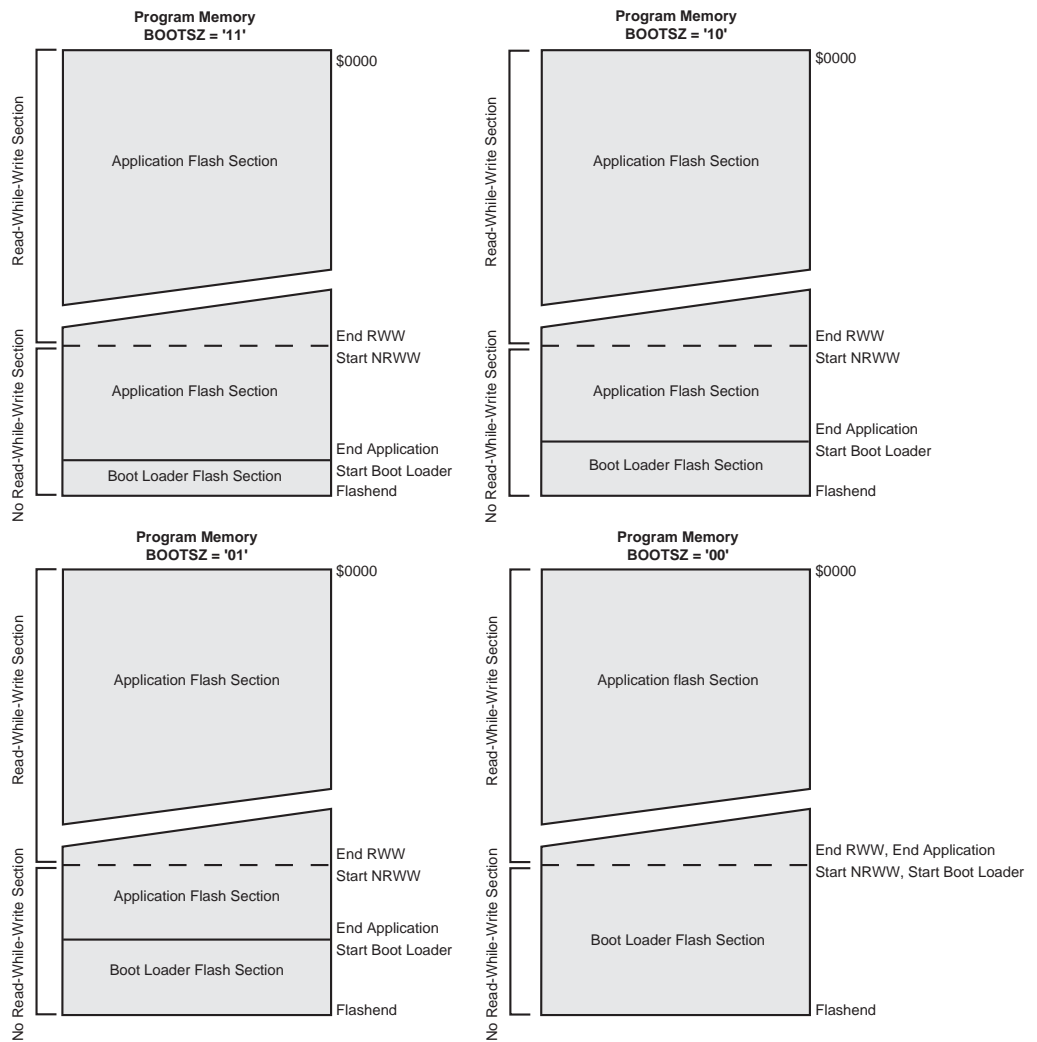 Program Memory
BOOTSZ = '11'
$0000
Read-While-Write Section
Application Flash Section
End RWW
Start NRWW
No Read-While-Write Section
Application Flash Section
End Application
Start Boot Loader
Boot Loader Flash Section
Flashend
Program Memory
BOOTSZ = '10'
$0000
Read-While-Write Section
Application Flash Section
End RWW
Start NRWW
No Read-While-Write Section
Application Flash Section
End Application
Start Boot Loader
Boot Loader Flash Section
Flashend
Program Memory
BOOTSZ = '01'
$0000
Read-While-Write Section
Application Flash Section
End RWW
Start NRWW
No Read-While-Write Section
Application Flash Section
End Application
Start Boot Loader
Boot Loader Flash Section
Flashend
Program Memory
BOOTSZ = '00'
$0000
Read-While-Write Section
Application flash Section
End RWW, End Application
Start NRWW, Start Boot Loader
No Read-While-Write Section
Boot Loader Flash Section
Flashend